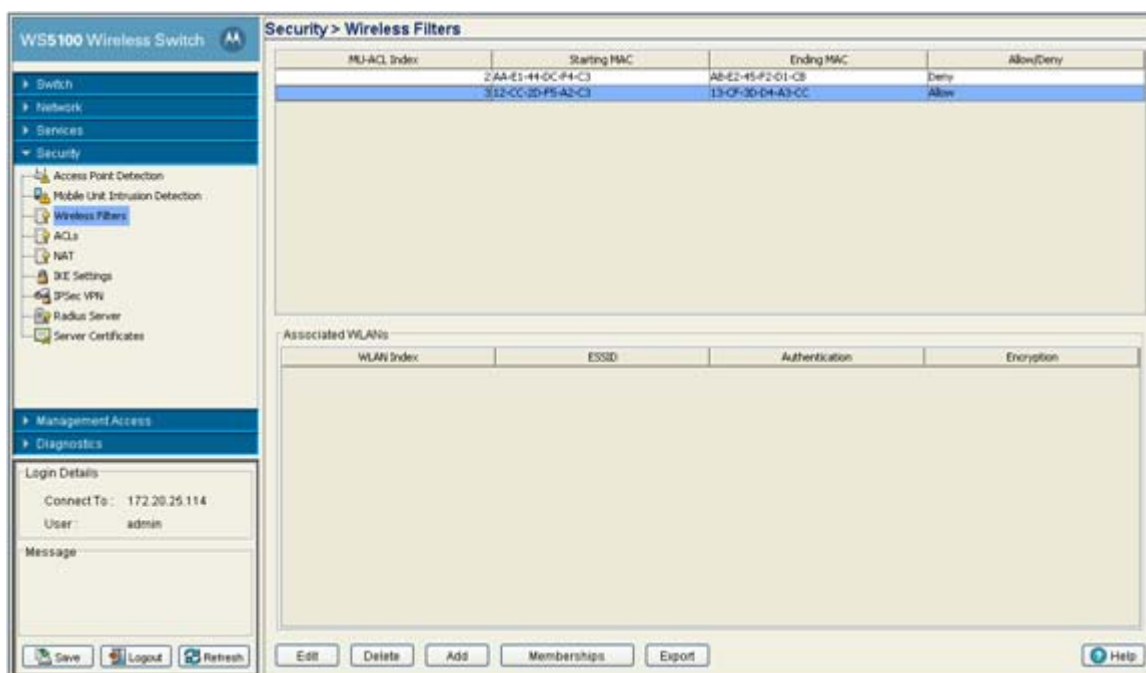 WS5100 Wireless Switch
Switch
Network
Services
Security
Access Point Detection
Mobile Unit Intrusion Detection
Wireless Filters
ACLs
NAT
IKE Settings
IPSec VPN
Radius Server
Server Certificates
Management Access
Diagnostics
Login Details
Connect To : 172.20.25.114
User : admin
Message
Save Logout Refresh
Security > Wireless Filters
MU-ACL Index Starting MAC Ending MAC Allow/Deny
2 AA-E1-44-DC-F4-C3 AB-E2-45-F2-D1-CB Deny
3 12-CC-2D-F5-A2-C3 13-CF-3D-D4-A3-CC Allow
Associated WLANs
WLAN Index ESSID Authentication Encryption
Edit Delete Add Memberships Export Help